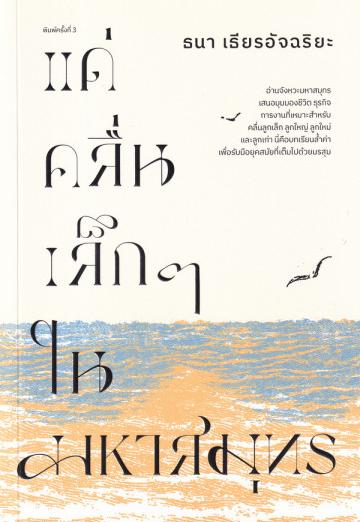 พิมพ์ครั้งที่ 3
ธนา เธียรอัจฉริยะ
แค่
คลื่น
เล็กๆ
ใน
มหาสมุทร
อ่านจังหวะมหาสมุทร
เสนอมุมมองชีวิต ธุรกิจ
การงานที่เหมาะสำหรับ
คลื่นลูกเล็ก ลูกใหญ่ ลูกใหม่
และลูกเก่า นี่คือบทเรียนล้ำค่า
เพื่อรับมือยุคสมัยที่เต็มไปด้วยมรสุม